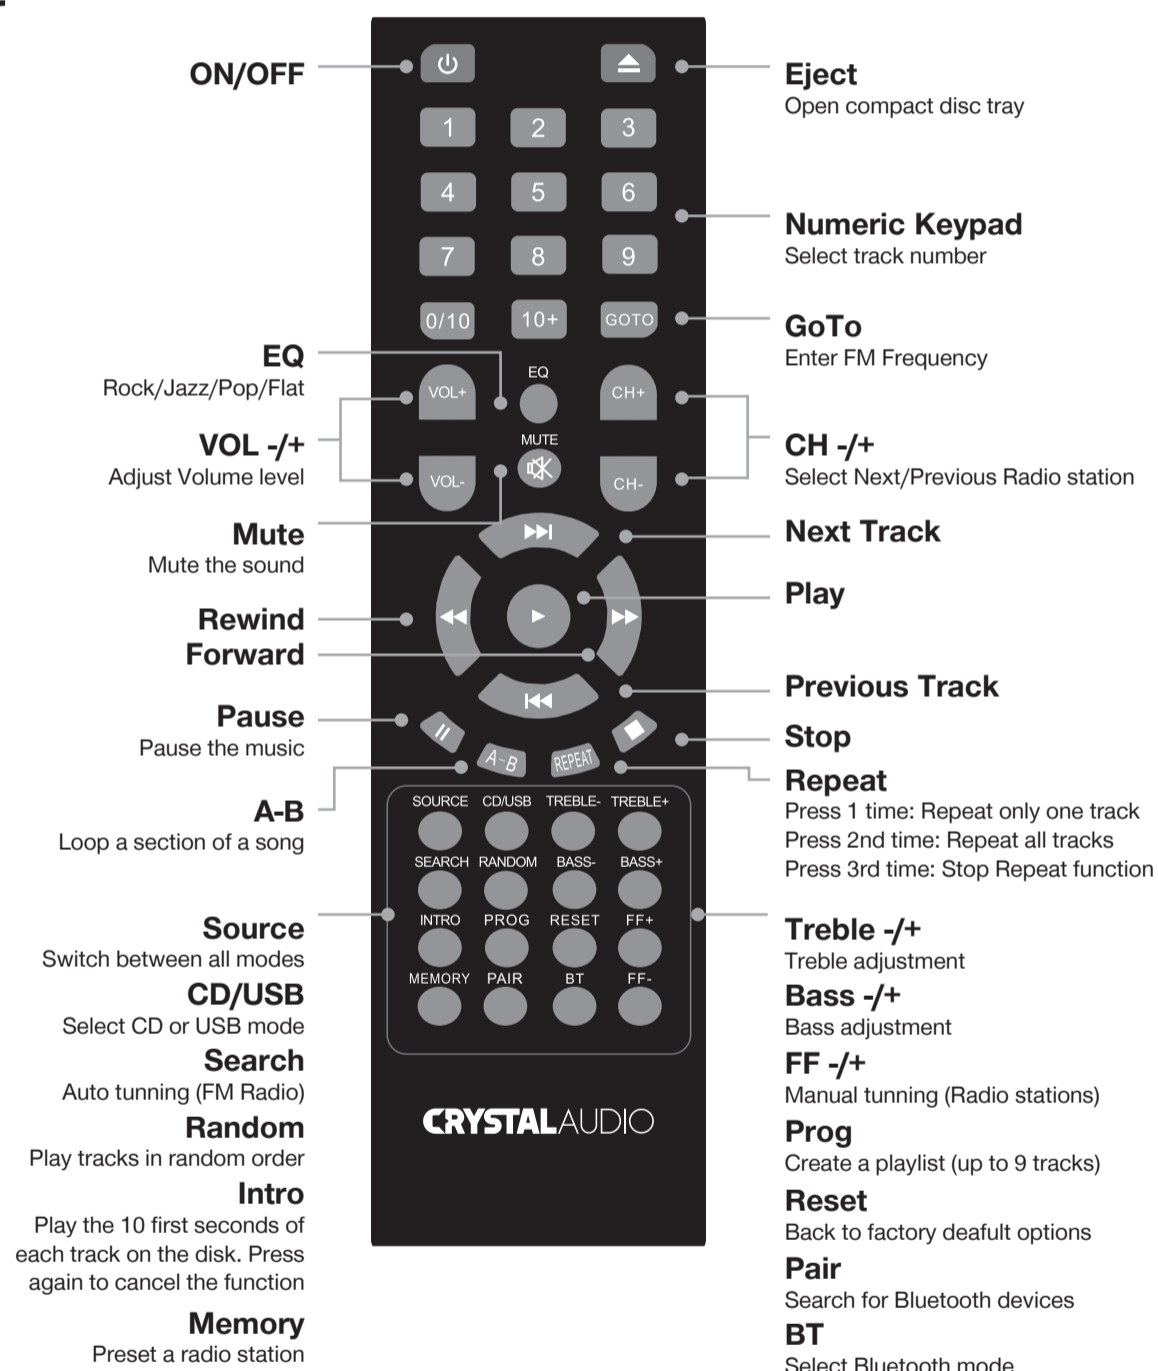 ON/OFF
EQ
Rock/Jazz/Pop/Flat
VOL -/+
Adjust Volume level
Mute
Mute the sound
Rewind
Forward
Pause
Pause the music
A-B
Loop a section of a song
Source
Switch between all modes
CD/USB
Select CD or USB mode
Search
Auto tunning (FM Radio)
Random
Play tracks in random order
Intro
Play the 10 first seconds of
each track on the disk. Press
again to cancel the function
Memory
Preset a radio station
1 2 3
4 5 6
7 8 9
0/10 10+ GOTO
VOL+ EQ CH+
MUTE
VOL- CH-
A-B REPEAT
SOURCE CD/USB TREBLE- TREBLE+
SEARCH RANDOM BASS- BASS+
INTRO PROG RESET FF+
MEMORY PAIR BT FF-
CRYSTALAUDIO
Eject
Open compact disc tray
Numeric Keypad
Select track number
GoTo
Enter FM Frequency
CH -/+
Select Next/Previous Radio station
Next Track
Play
Previous Track
Stop
Repeat
Press 1 time: Repeat only one track
Press 2nd time: Repeat all tracks
Press 3rd time: Stop Repeat function
Treble -/+
Treble adjustment
Bass -/+
Bass adjustment
FF -/+
Manual tunning (Radio stations)
Prog
Create a playlist (up to 9 tracks)
Reset
Back to factory deafult options
Pair
Search for Bluetooth devices
BT
Select Bluetooth mode